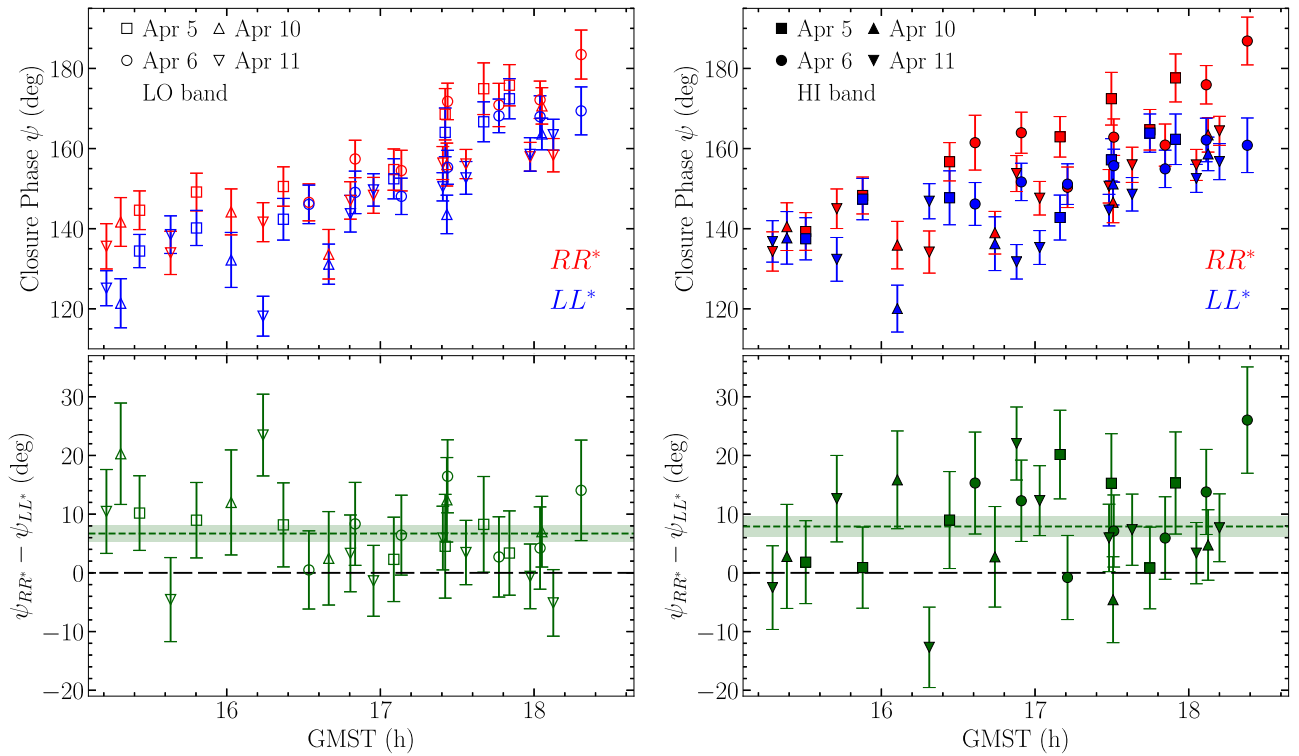 Apr 5 Apr 10
Apr 6 Apr 11
LO band
RR*
LL*
Closure Phase ψ (deg)
180
160
140
120
Apr 5 Apr 10
Apr 6 Apr 11
HI band
RR*
LL*
Closure Phase ψ (deg)
180
160
140
120
ψRR* − ψLL* (deg)
30
20
10
0
−10
−20
16 17 18
GMST (h)
ψRR* − ψLL* (deg)
30
20
10
0
−10
−20
16 17 18
GMST (h)